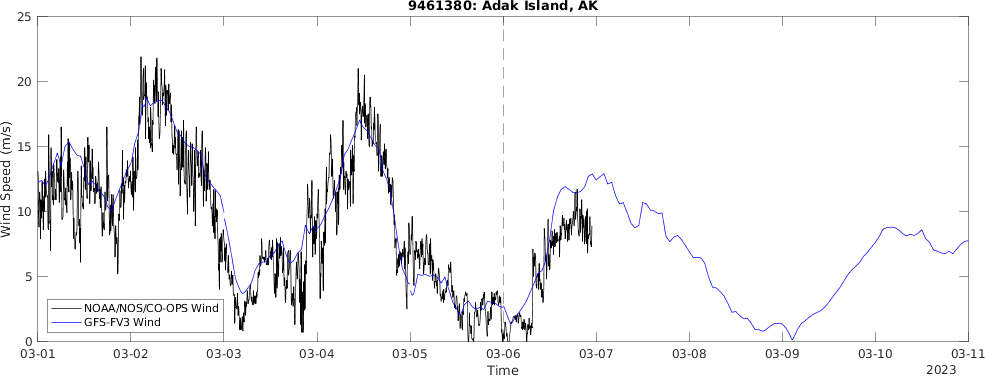 9461380: Adak Island, AK
Wind Speed (m/s)
25
20
15
10
5
0
NOAA/NOS/CO-OPS Wind
GFS-FV3 Wind
03-01 03-02 03-03 03-04 03-05 03-06 03-07 03-08 03-09 03-10 03-11
Time
2023